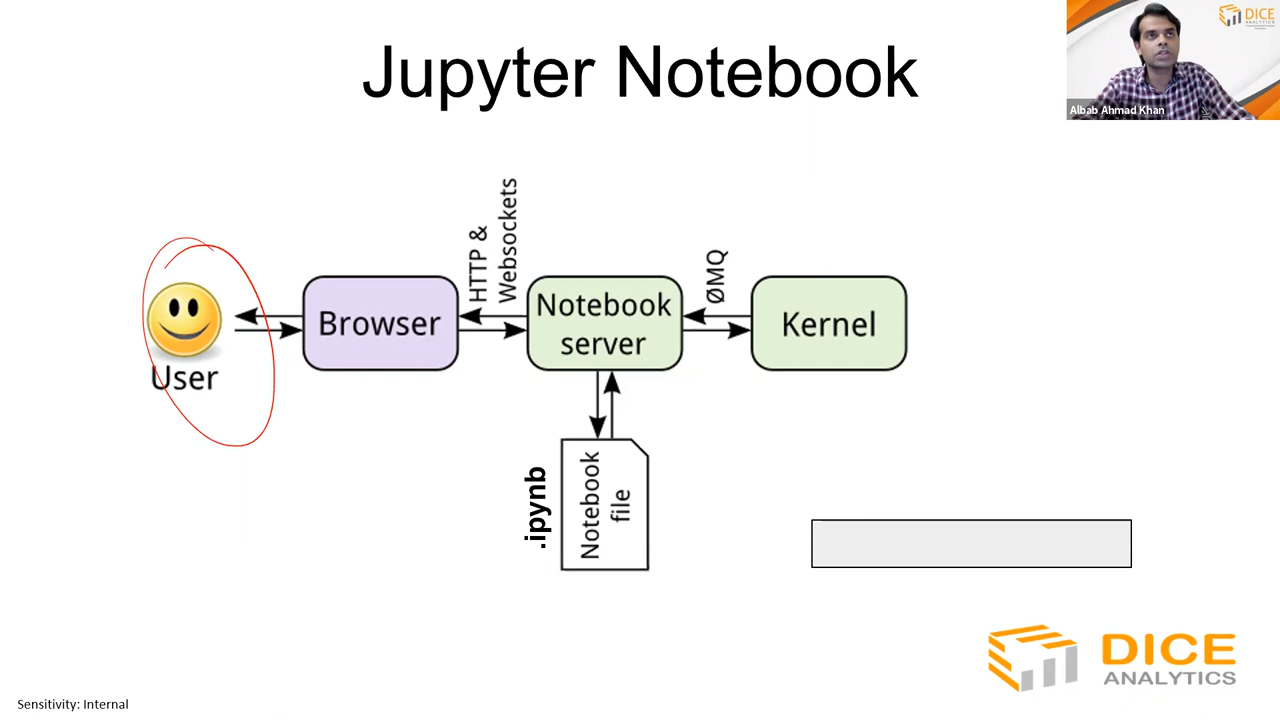 Jupyter Notebook
DICE
ANALYTICS
Albab Ahmad Khan
HTTP &
Websockets
ØMQ
User
Browser
Notebook
server
Kernel
.ipynb
Notebook
file
DICE
ANALYTICS
Sensitivity: Internal